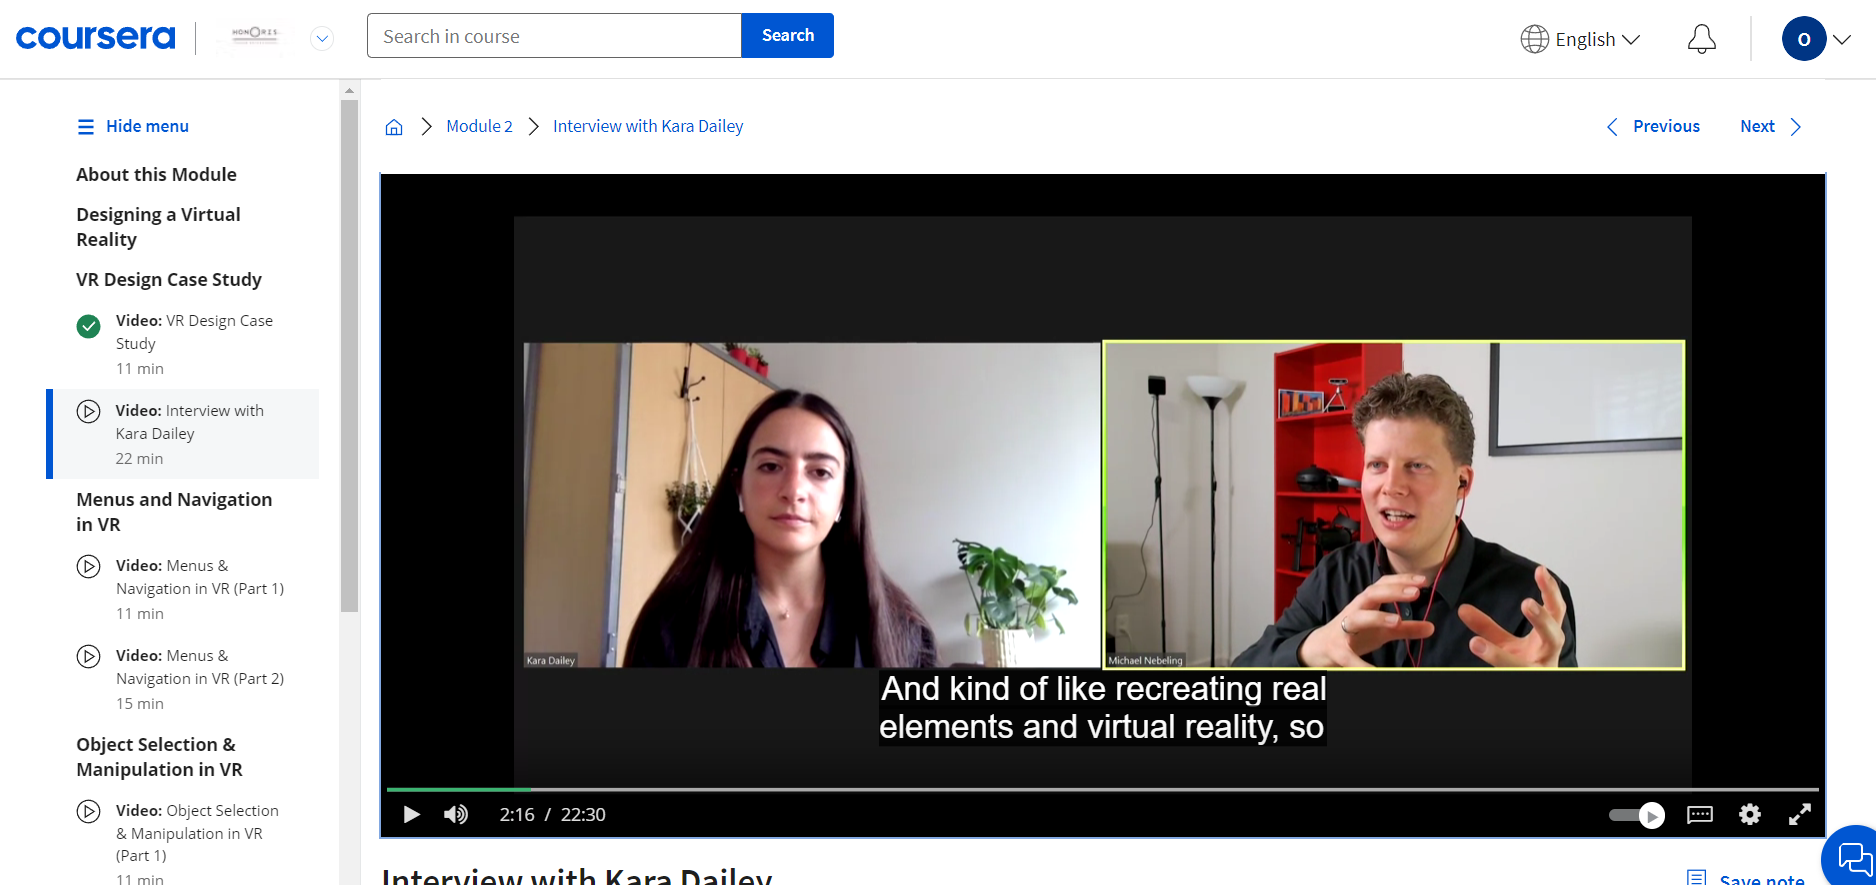 coursera
HONORIS
Search in course
Search
English
O
Hide menu
About this Module
Designing a Virtual
Reality
VR Design Case Study
Video: VR Design Case
Study
11 min
Video: Interview with
Kara Dailey
22 min
Menus and Navigation
in VR
Video: Menus &
Navigation in VR (Part 1)
11 min
Video: Menus &
Navigation in VR (Part 2)
15 min
Object Selection &
Manipulation in VR
Video: Object Selection
& Manipulation in VR
(Part 1)
11 min
Module 2
Interview with Kara Dailey
Previous
Next
Kara Dailey
Michael Nebeling
And kind of like recreating real
elements and virtual reality, so
2:16 / 22:30
Interview with Kara Dailey
Save note